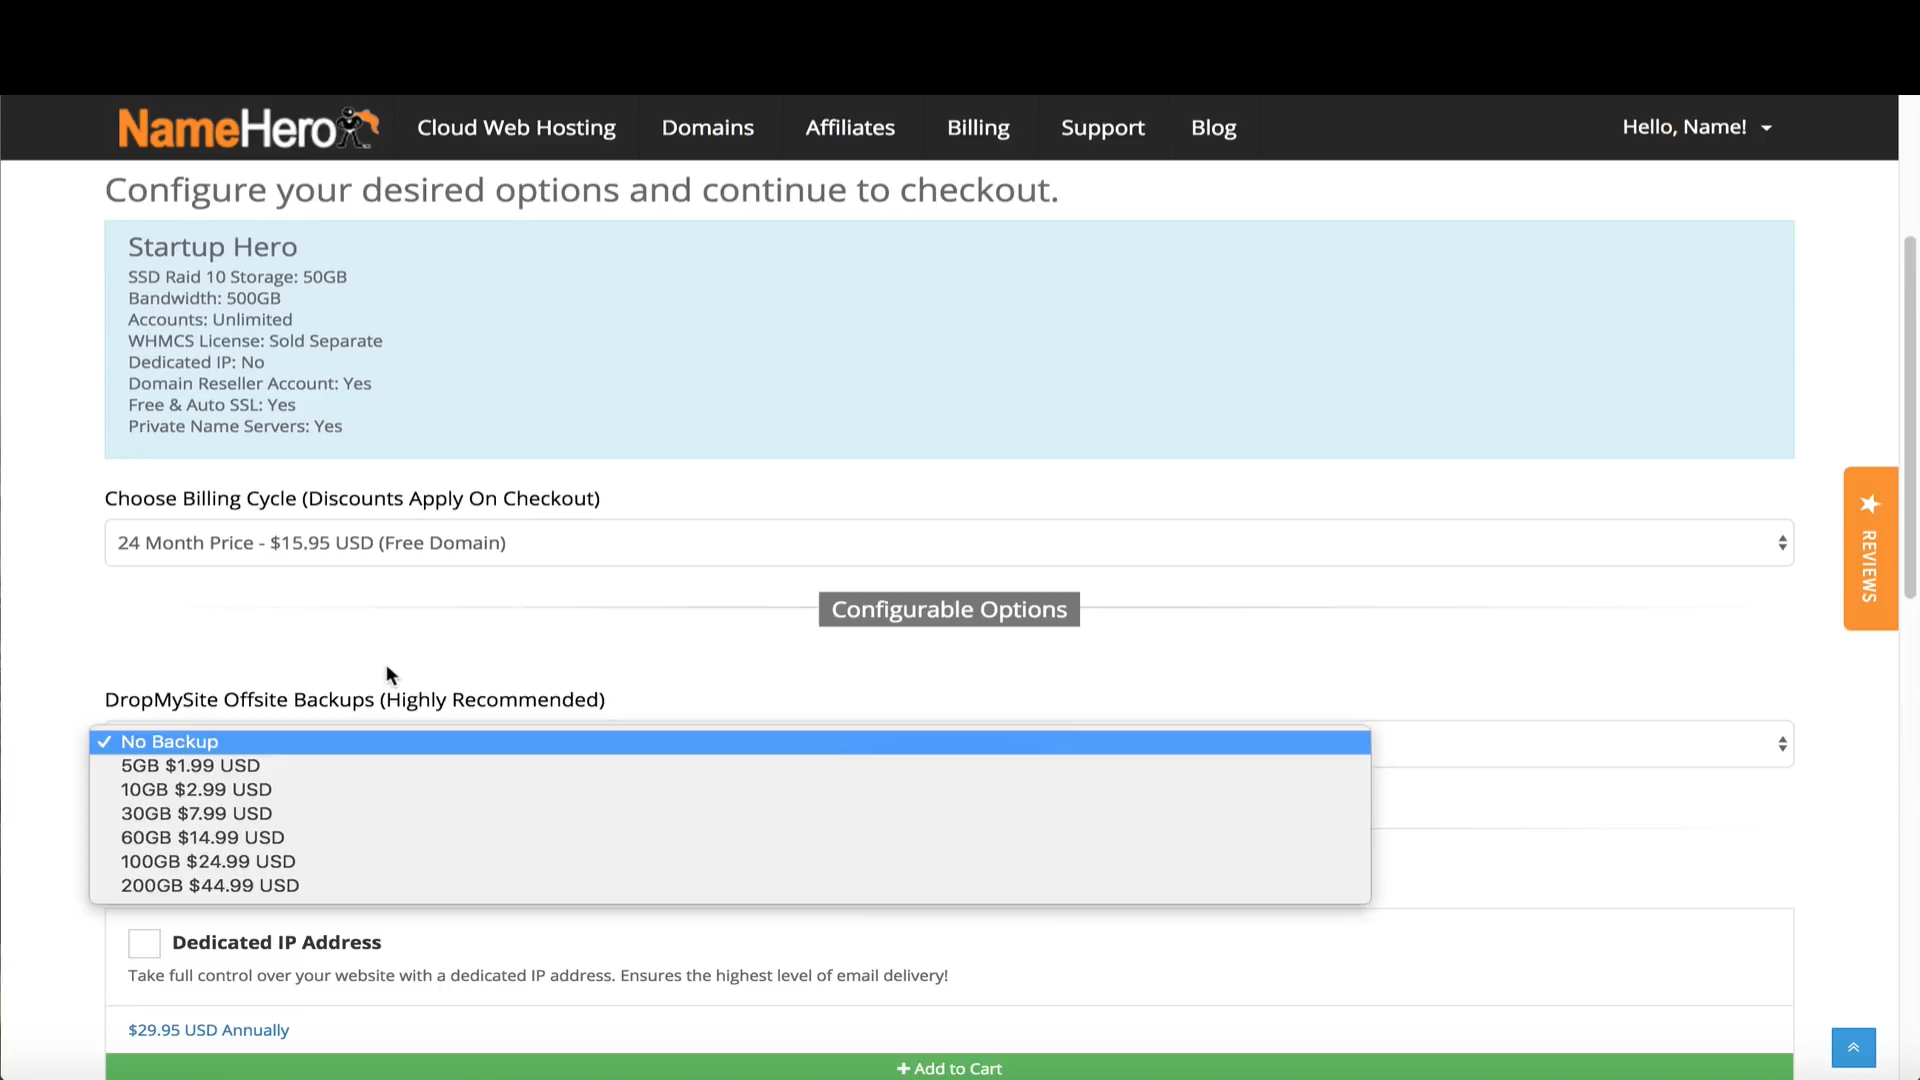 NameHero
Cloud Web Hosting
Domains
Affiliates
Billing
Support
Blog
Hello, Name!
Configure your desired options and continue to checkout.
Startup Hero
SSD Raid 10 Storage: 50GB
Bandwidth: 500GB
Accounts: Unlimited
WHMCS License: Sold Separate
Dedicated IP: No
Domain Reseller Account: Yes
Free & Auto SSL: Yes
Private Name Servers: Yes
Choose Billing Cycle (Discounts Apply On Checkout)
24 Month Price - $15.95 USD (Free Domain)
REVIEWS
Configurable Options
DropMySite Offsite Backups (Highly Recommended)
✓ No Backup
5GB $1.99 USD
10GB $2.99 USD
30GB $7.99 USD
60GB $14.99 USD
100GB $24.99 USD
200GB $44.99 USD
Dedicated IP Address
Take full control over your website with a dedicated IP address. Ensures the highest level of email delivery!
$29.95 USD Annually
+ Add to Cart